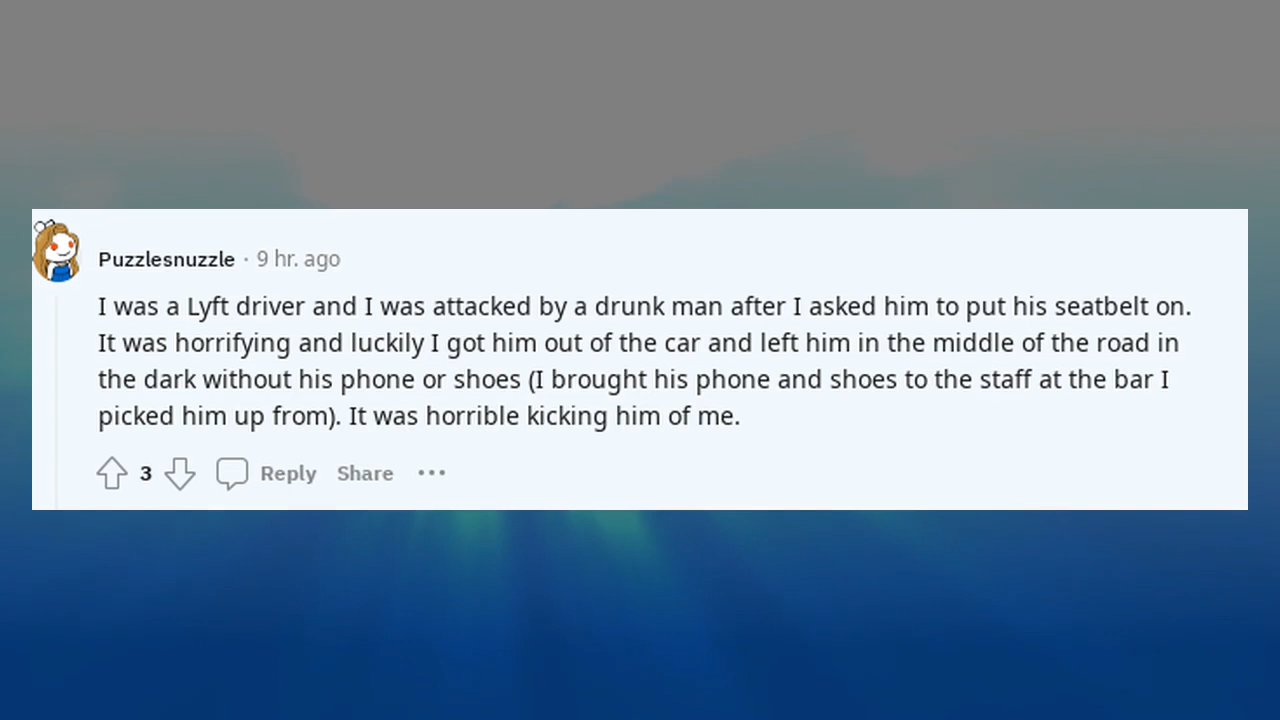 Puzzlesnuzzle · 9 hr. ago
I was a Lyft driver and I was attacked by a drunk man after I asked him to put his seatbelt on.
It was horrifying and luckily I got him out of the car and left him in the middle of the road in
the dark without his phone or shoes (I brought his phone and shoes to the staff at the bar I
picked him up from). It was horrible kicking him of me.
3 Reply Share ···